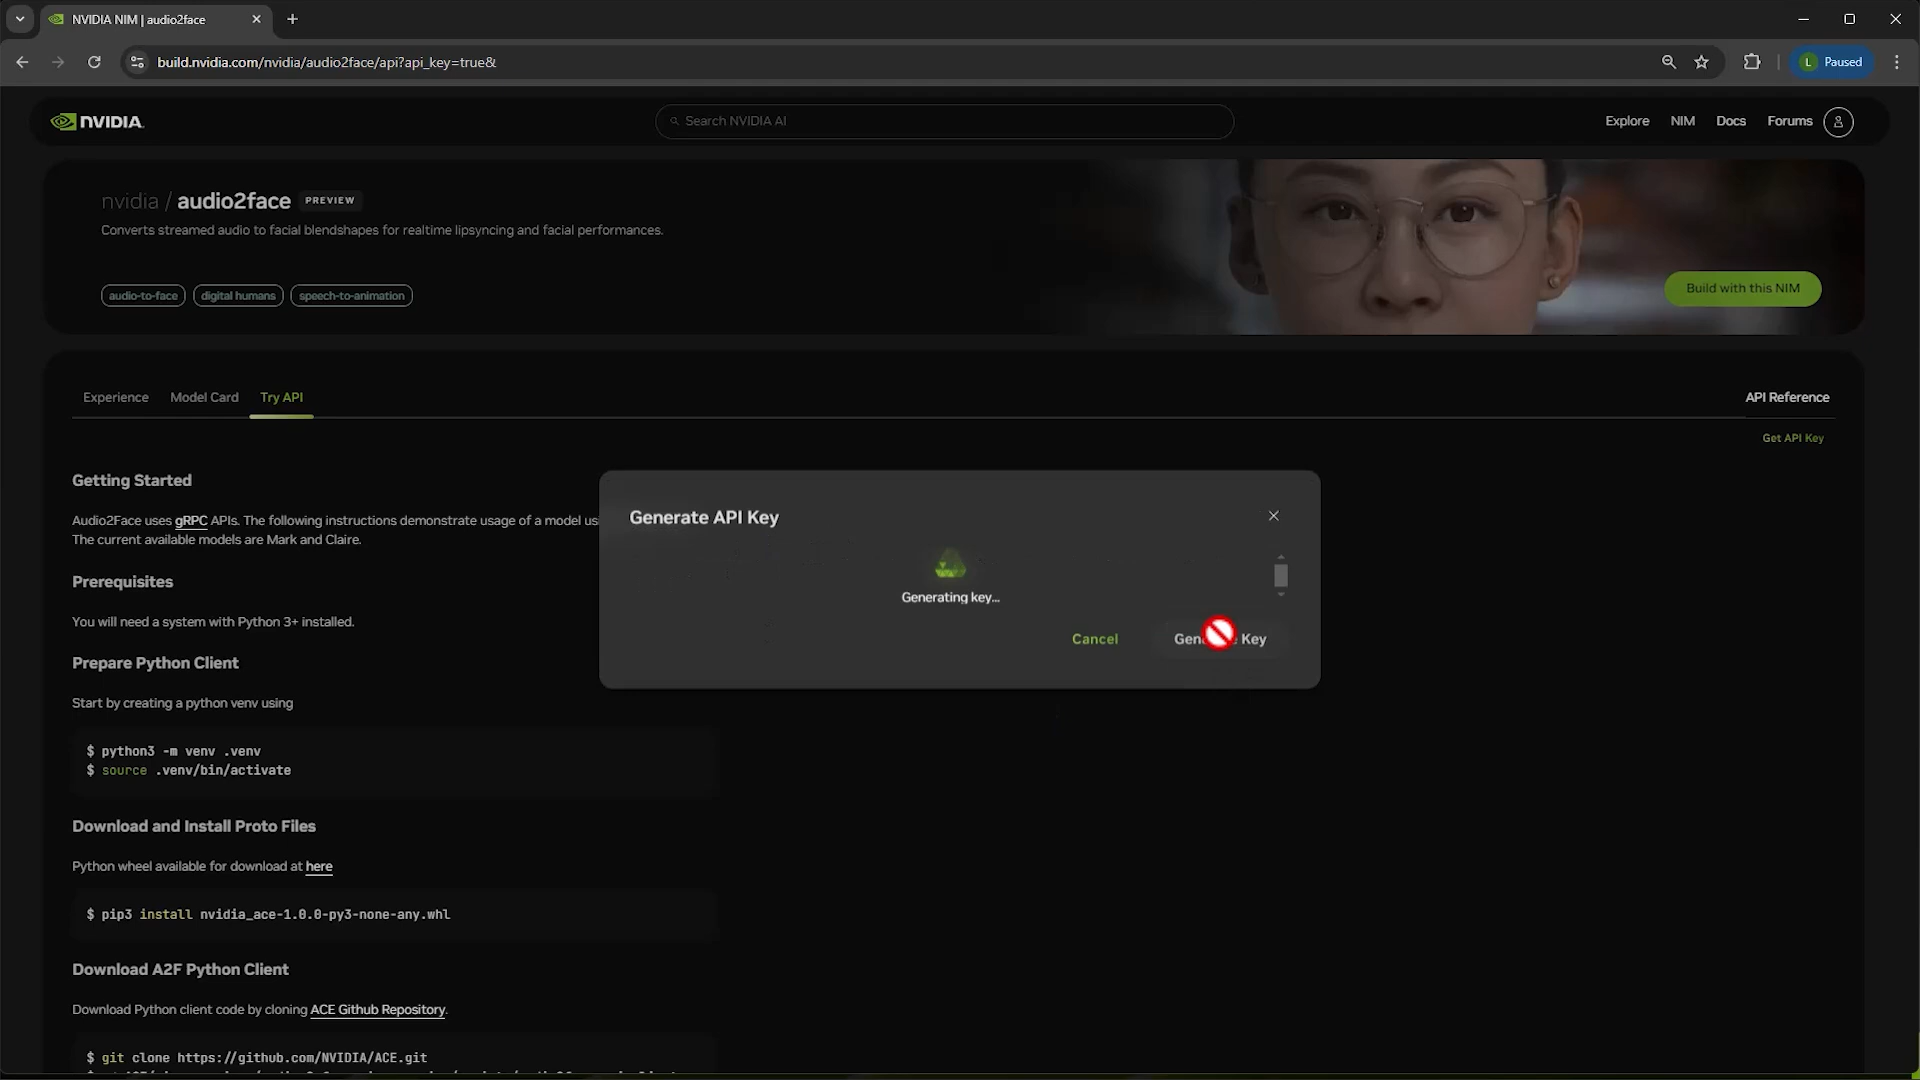 NVIDIA NIM | audio2face
build.nvidia.com/nvidia/audio2face/api?api_key=true&
L Paused
NVIDIA
Search NVIDIA AI
Explore NIM Docs Forums
nvidia / audio2face PREVIEW
Converts streamed audio to facial blendshapes for realtime lipsyncing and facial performances.
audio-to-face digital humans speech-to-animation
Build with this NIM
Experience Model Card Try API
API Reference
Get API Key
Getting Started
Audio2Face uses gRPC APIs. The following instructions demonstrate usage of a model
The current available models are Mark and Claire.
Generate API Key
Generating key...
Cancel
Key
Prerequisites
You will need a system with Python 3+ installed.
Prepare Python Client
Start by creating a python venv using
$ python3 -m venv .venv
$ source .venv/bin/activate
Download and Install Proto Files
Python wheel available for download at here
$ pip3 install nvidia_ace-1.0.0-py3-none-any.whl
Download A2F Python Client
Download Python client code by cloning ACE Github Repository.
$ git clone https://github.com/NVIDIA/ACE.git